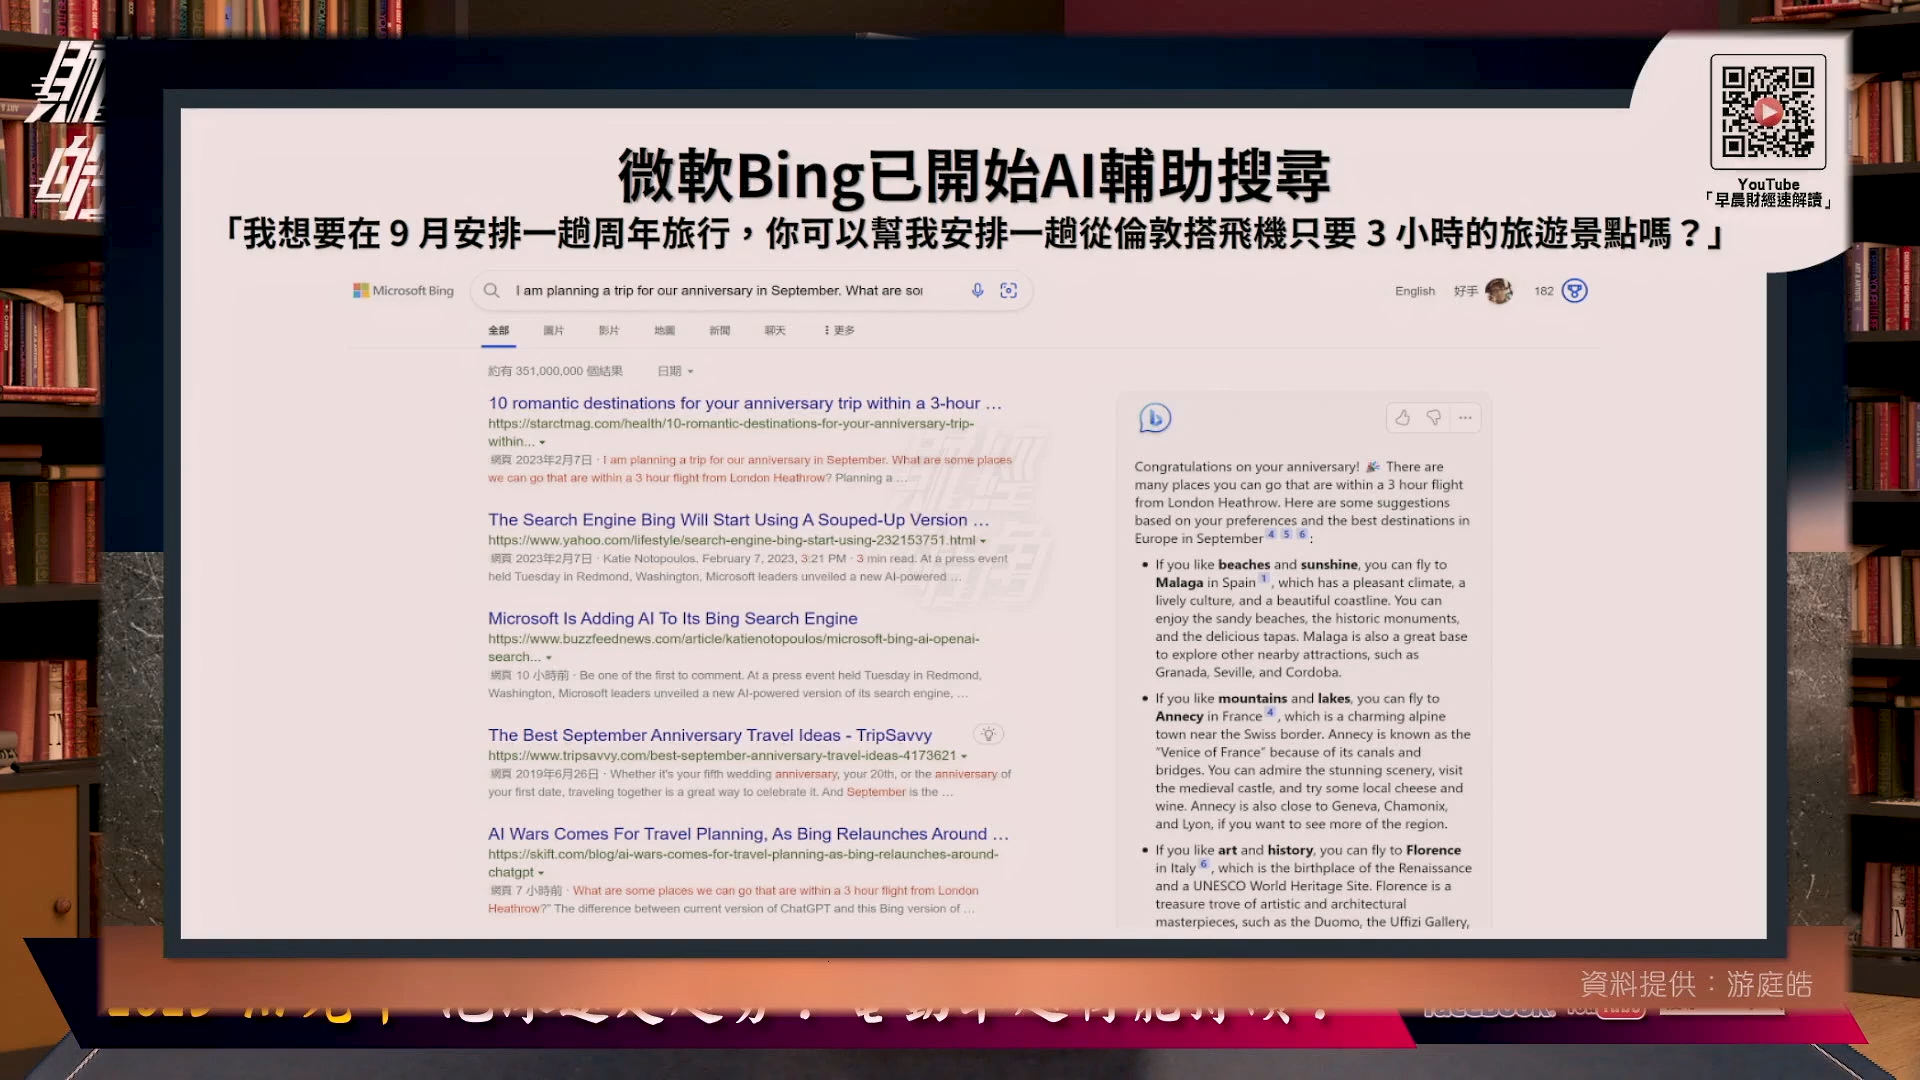 YouTube
「早晨財經速解讀」
微軟Bing已開始AI輔助搜尋
「我想要在 9 月安排一趟周年旅行，你可以幫我安排一趟從倫敦搭飛機只要 3 小時的旅遊景點嗎？」
Microsoft Bing
I am planning a trip for our anniversary in September. What are sor
English 好手 182
全部 圖片 影片 地圖 新聞 聊天 更多
約有 351,000,000 個結果 日期
10 romantic destinations for your anniversary trip within a 3-hour …
https://starctmag.com/health/10-romantic-destinations-for-your-anniversary-trip-
within...
網頁 2023年2月7日 · I am planning a trip for our anniversary in September. What are some places
we can go that are within a 3 hour flight from London Heathrow? Planning a …
The Search Engine Bing Will Start Using A Souped-Up Version …
https://www.yahoo.com/lifestyle/search-engine-bing-start-using-232153751.html
網頁 2023年2月7日 · Katie Notopoulos. February 7, 2023, 3:21 PM · 3 min read. At a press event
held Tuesday in Redmond, Washington, Microsoft leaders unveiled a new AI-powered …
Microsoft Is Adding AI To Its Bing Search Engine
https://www.buzzfeednews.com/article/katienotopoulos/microsoft-bing-ai-openai-
search...
網頁 10 小時前 · Be one of the first to comment. At a press event held Tuesday in Redmond,
Washington, Microsoft leaders unveiled a new AI-powered version of its search engine, …
The Best September Anniversary Travel Ideas - TripSavvy
https://www.tripsavvy.com/best-september-anniversary-travel-ideas-4173621
網頁 2019年6月26日 · Whether it's your fifth wedding anniversary, your 20th, or the anniversary of
your first date, traveling together is a great way to celebrate it. And September is the …
AI Wars Comes For Travel Planning, As Bing Relaunches Around …
https://skift.com/blog/ai-wars-comes-for-travel-planning-as-bing-relaunches-around-
chatgpt
網頁 7 小時前 · What are some places we can go that are within a 3 hour flight from London
Heathrow?" The difference between current version of ChatGPT and this Bing version of …
Congratulations on your anniversary! 🎉 There are
many places you can go that are within a 3 hour flight
from London Heathrow. Here are some suggestions
based on your preferences and the best destinations in
Europe in September 4 5 6 :
• If you like beaches and sunshine, you can fly to
Malaga in Spain 1 , which has a pleasant climate, a
lively culture, and a beautiful coastline. You can
enjoy the sandy beaches, the historic monuments,
and the delicious tapas. Malaga is also a great base
to explore other nearby attractions, such as
Granada, Seville, and Cordoba.
• If you like mountains and lakes, you can fly to
Annecy in France 4 , which is a charming alpine
town near the Swiss border. Annecy is known as the
"Venice of France" because of its canals and
bridges. You can admire the stunning scenery, visit
the medieval castle, and try some local cheese and
wine. Annecy is also close to Geneva, Chamonix,
and Lyon, if you want to see more of the region.
• If you like art and history, you can fly to Florence
in Italy 6 , which is the birthplace of the Renaissance
and a UNESCO World Heritage Site. Florence is a
treasure trove of artistic and architectural
masterpieces, such as the Duomo, the Uffizi Gallery,
資料提供：游庭皓